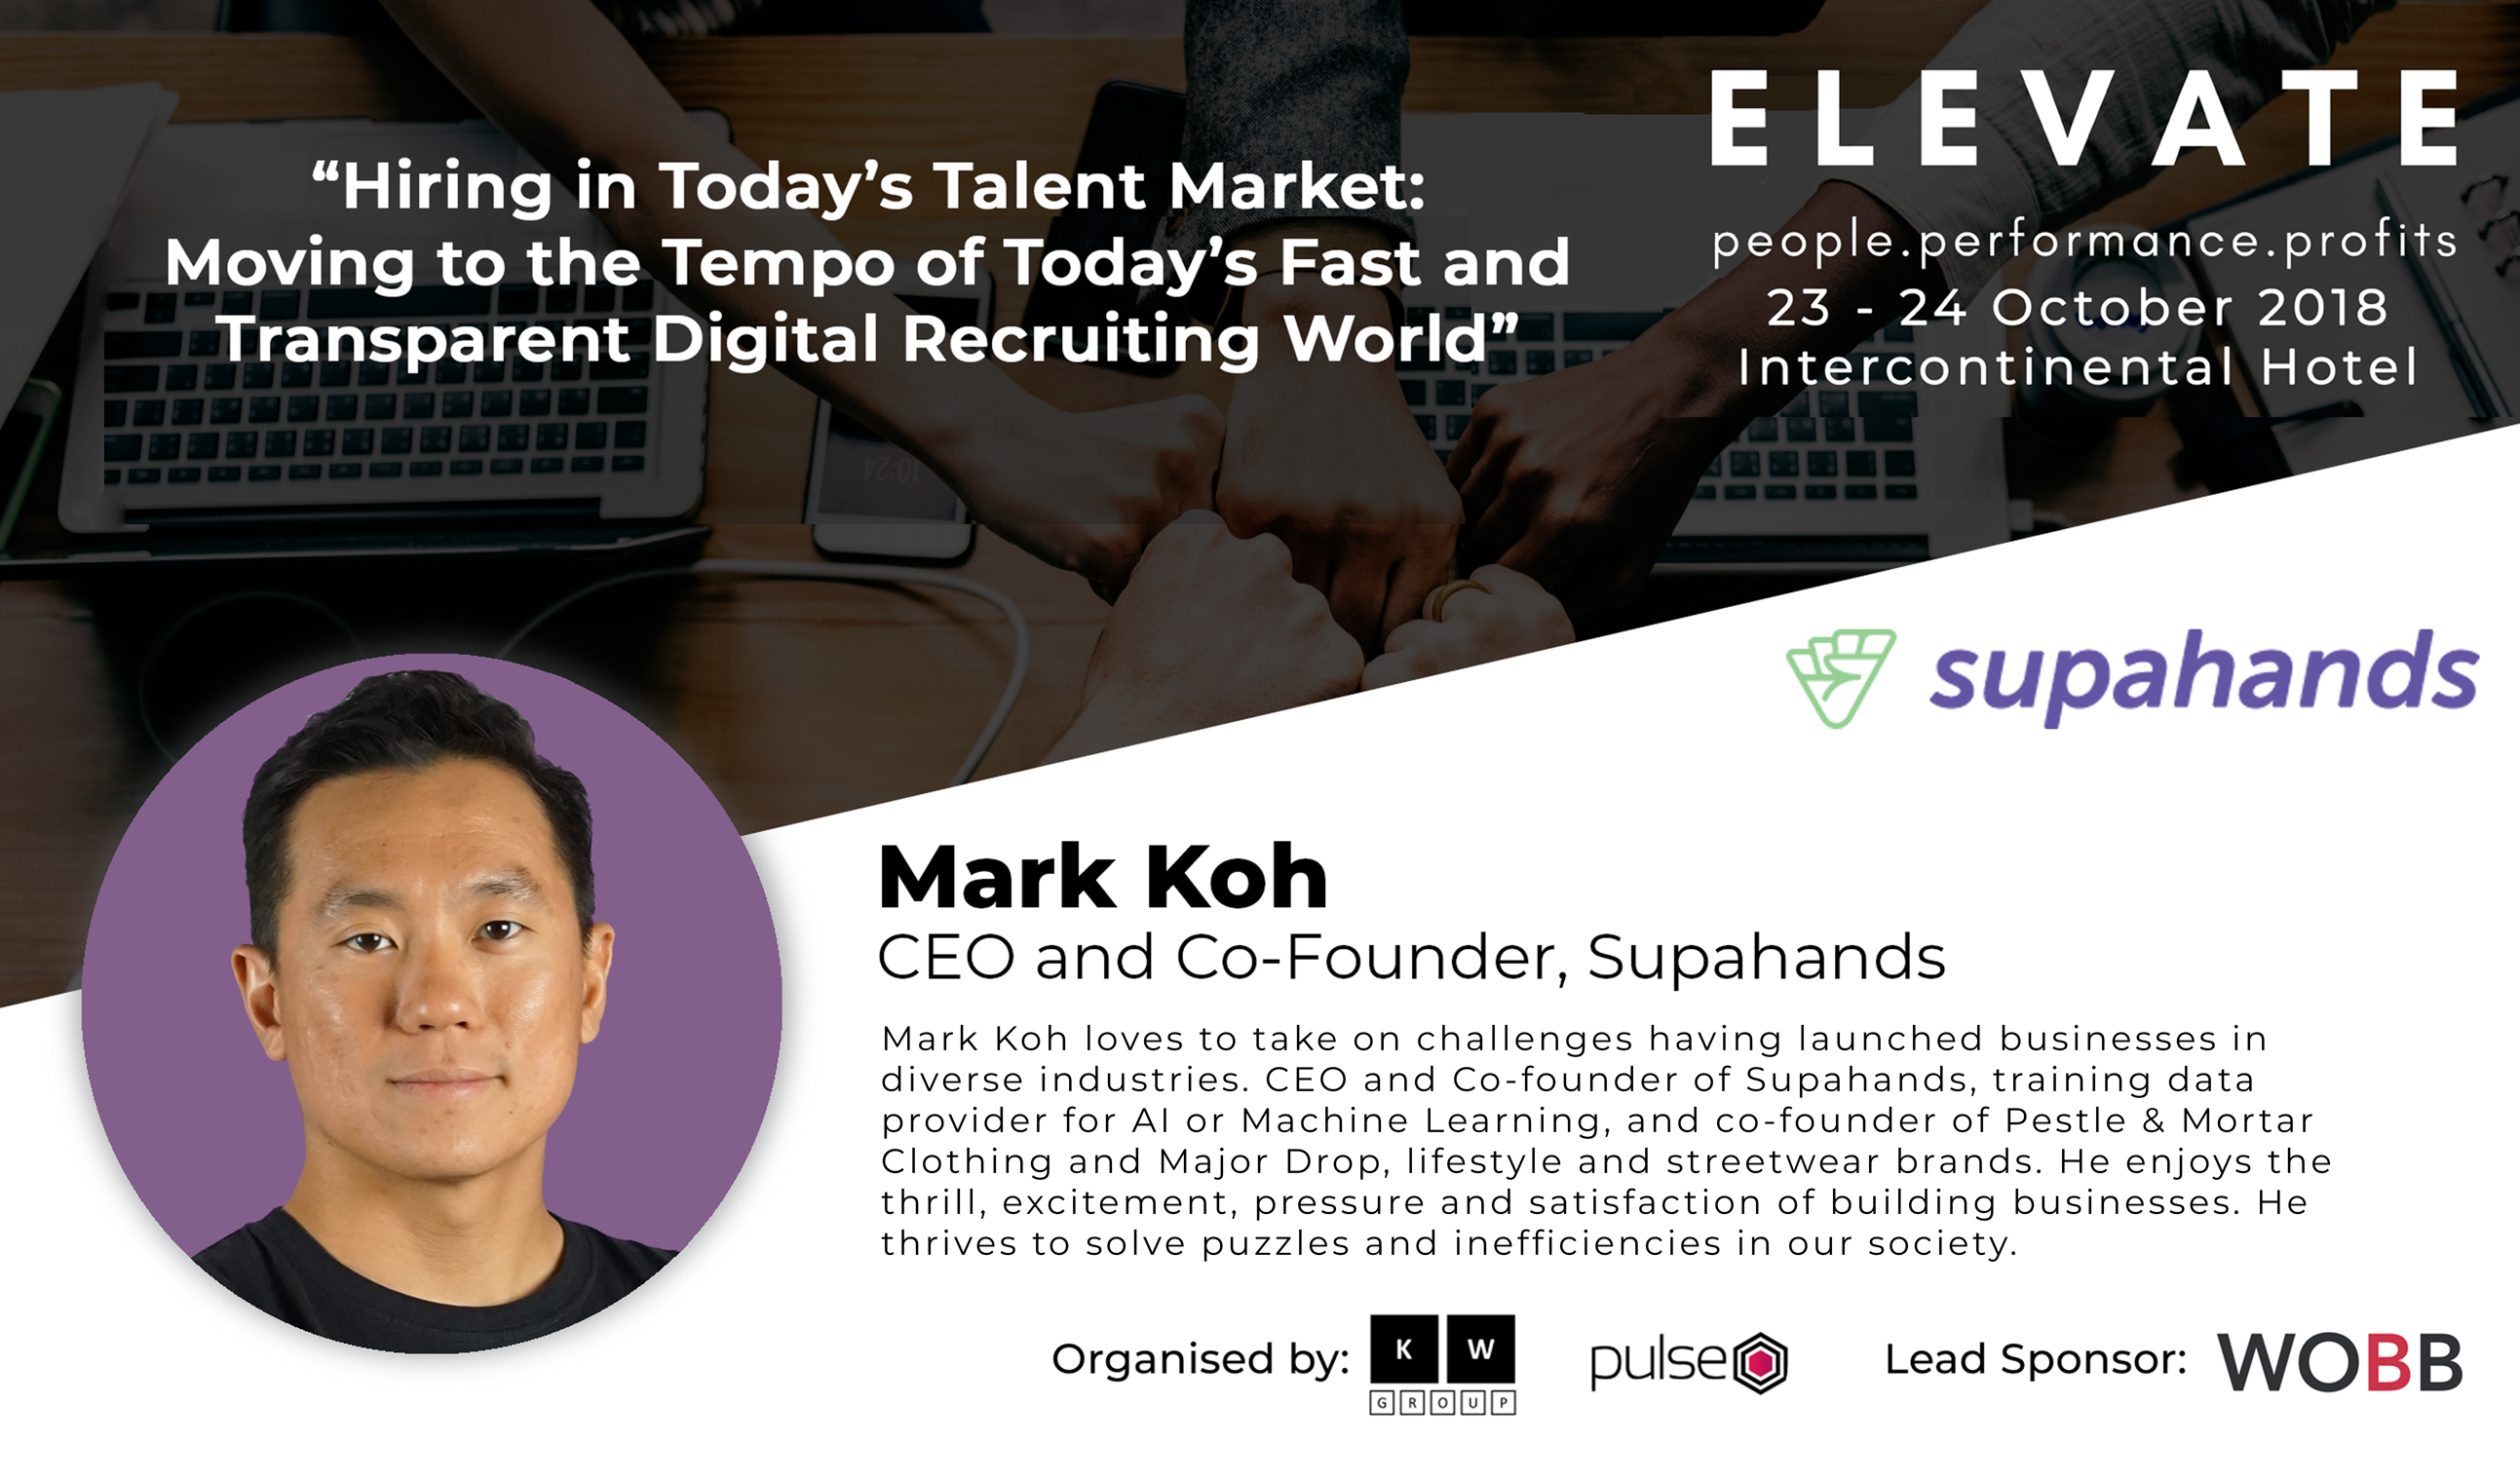 “Hiring in Today’s Talent Market:
Moving to the Tempo of Today’s Fast and
Transparent Digital Recruiting World”
ELEVATE
people.performance.profits
23 - 24 October 2018
Intercontinental Hotel
10:24
supahands
Mark Koh
CEO and Co-Founder, Supahands
Mark Koh loves to take on challenges having launched businesses in
diverse industries. CEO and Co-founder of Supahands, training data
provider for AI or Machine Learning, and co-founder of Pestle & Mortar
Clothing and Major Drop, lifestyle and streetwear brands. He enjoys the
thrill, excitement, pressure and satisfaction of building businesses. He
thrives to solve puzzles and inefficiencies in our society.
Organised by:
K W
GROUP
pulse
Lead Sponsor:
WOBB